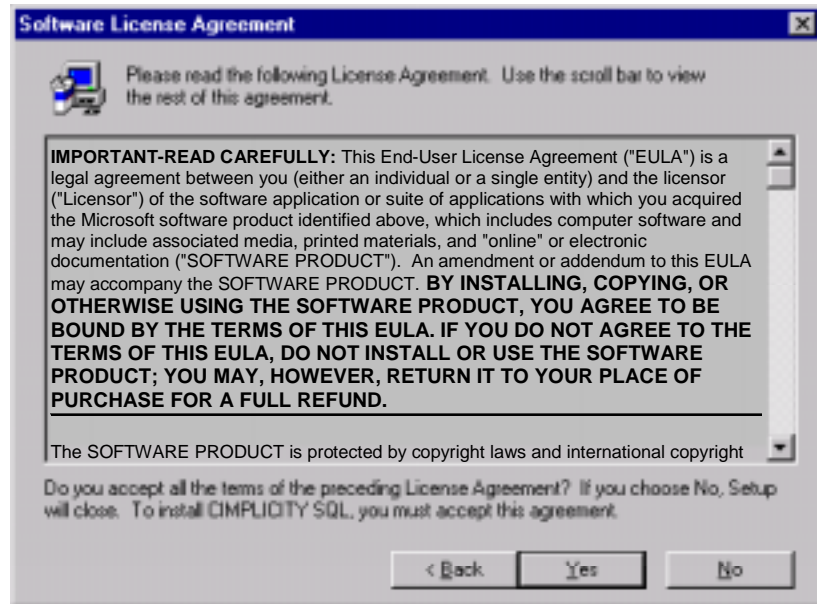 Software License Agreement
Please read the following License Agreement. Use the scroll bar to view
the rest of this agreement.
IMPORTANT-READ CAREFULLY: This End-User License Agreement ("EULA") is a
legal agreement between you (either an individual or a single entity) and the licensor
("Licensor") of the software application or suite of applications with which you acquired
the Microsoft software product identified above, which includes computer software and
may include associated media, printed materials, and "online" or electronic
documentation ("SOFTWARE PRODUCT"). An amendment or addendum to this EULA
may accompany the SOFTWARE PRODUCT. BY INSTALLING, COPYING, OR
OTHERWISE USING THE SOFTWARE PRODUCT, YOU AGREE TO BE
BOUND BY THE TERMS OF THIS EULA. IF YOU DO NOT AGREE TO THE
TERMS OF THIS EULA, DO NOT INSTALL OR USE THE SOFTWARE
PRODUCT; YOU MAY, HOWEVER, RETURN IT TO YOUR PLACE OF
PURCHASE FOR A FULL REFUND.
The SOFTWARE PRODUCT is protected by copyright laws and international copyright
Do you accept all the terms of the preceding License Agreement? If you choose No, Setup
will close. To install CIMPLICITY SQL, you must accept this agreement.
< Back Yes No